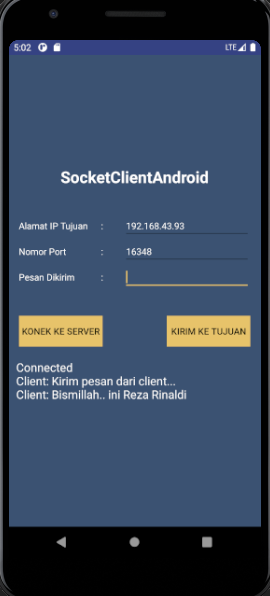 5:02 LTE
SocketClientAndroid
Alamat IP Tujuan : 192.168.43.93
Nomor Port : 16348
Pesan Dikirim :
KONEK KE SERVER KIRIM KE TUJUAN
Connected
Client: Kirim pesan dari client...
Client: Bismillah.. ini Reza Rinaldi